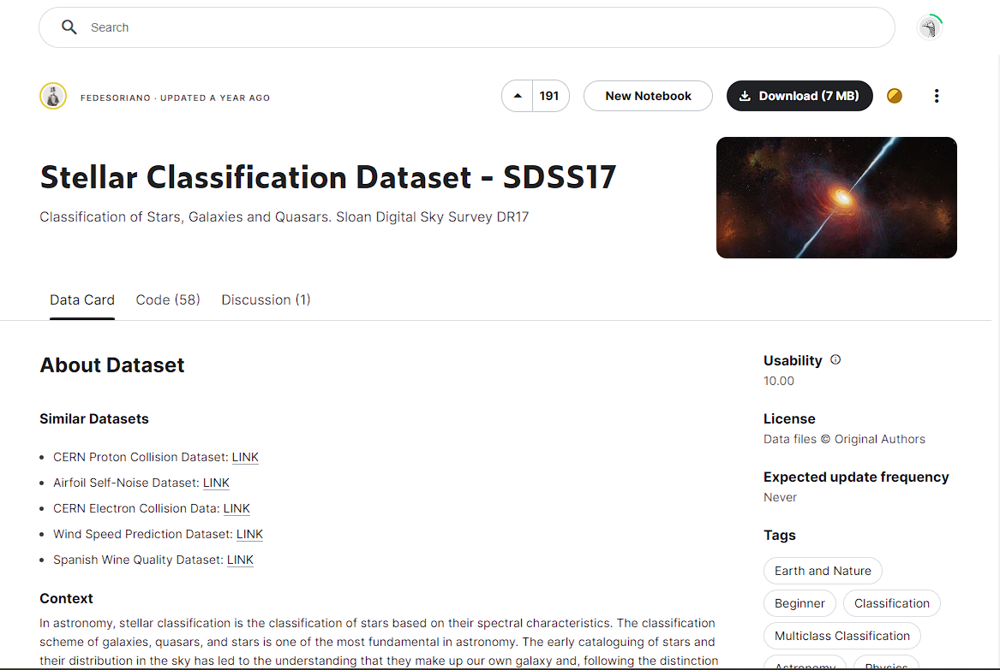 Search
FEDESORIANO · UPDATED A YEAR AGO
191
New Notebook
Download (7 MB)
Stellar Classification Dataset - SDSS17
Classification of Stars, Galaxies and Quasars. Sloan Digital Sky Survey DR17
Data Card
Code (58)
Discussion (1)
About Dataset
Similar Datasets
CERN Proton Collision Dataset: LINK
Airfoil Self-Noise Dataset: LINK
CERN Electron Collision Data: LINK
Wind Speed Prediction Dataset: LINK
Spanish Wine Quality Dataset: LINK
Context
In astronomy, stellar classification is the classification of stars based on their spectral characteristics. The classification
scheme of galaxies, quasars, and stars is one of the most fundamental in astronomy. The early cataloguing of stars and
their distribution in the sky has led to the understanding that they make up our own galaxy and, following the distinction
Usability
10.00
License
Data files © Original Authors
Expected update frequency
Never
Tags
Earth and Nature
Beginner
Classification
Multiclass Classification
Astronomy
Physics